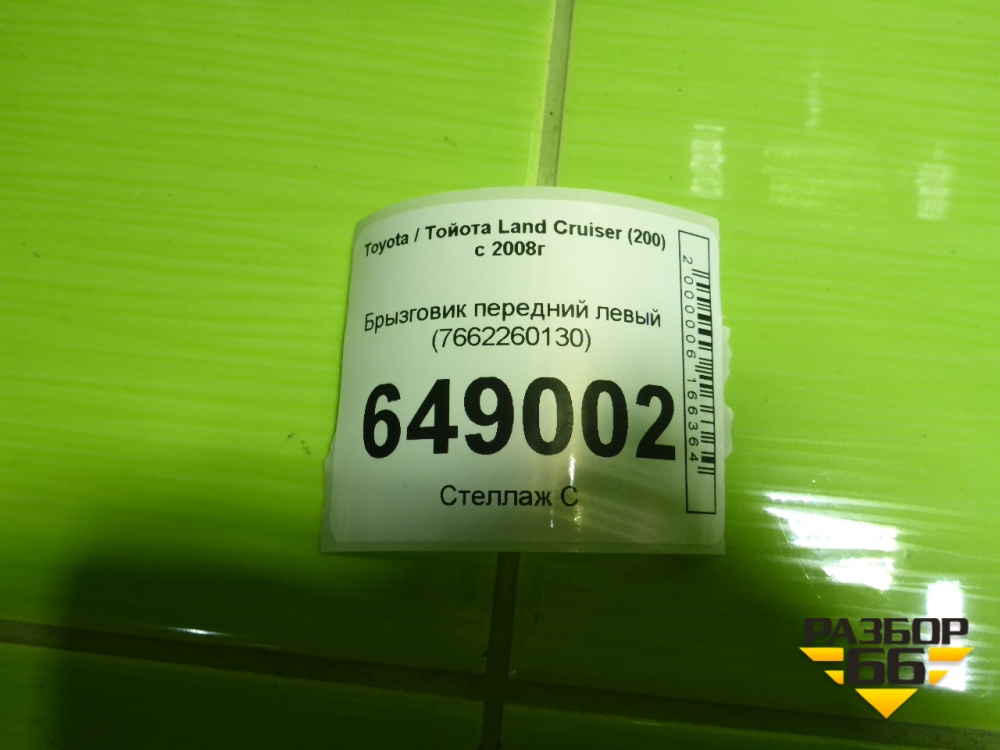 Toyota / Тойота Land Cruiser (200)
с 2008г
Брызговик передний левый
(7662260130)
649002
Стеллаж С
2000006166364
РАЗБОР
66